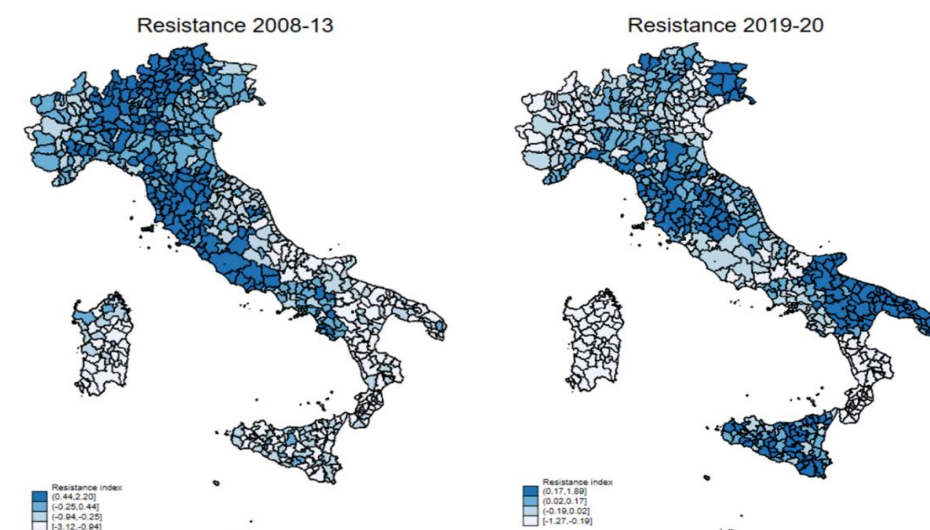 Resistance 2008-13
Resistance index
(0.44,2.20]
(-0.25,0.44]
(-0.94,-0.25]
[-3.12,-0.94]
Resistance 2019-20
Resistance index
(0.17,1.89]
(0.02,0.17]
(-0.19,0.02]
[-1.27,-0.19]